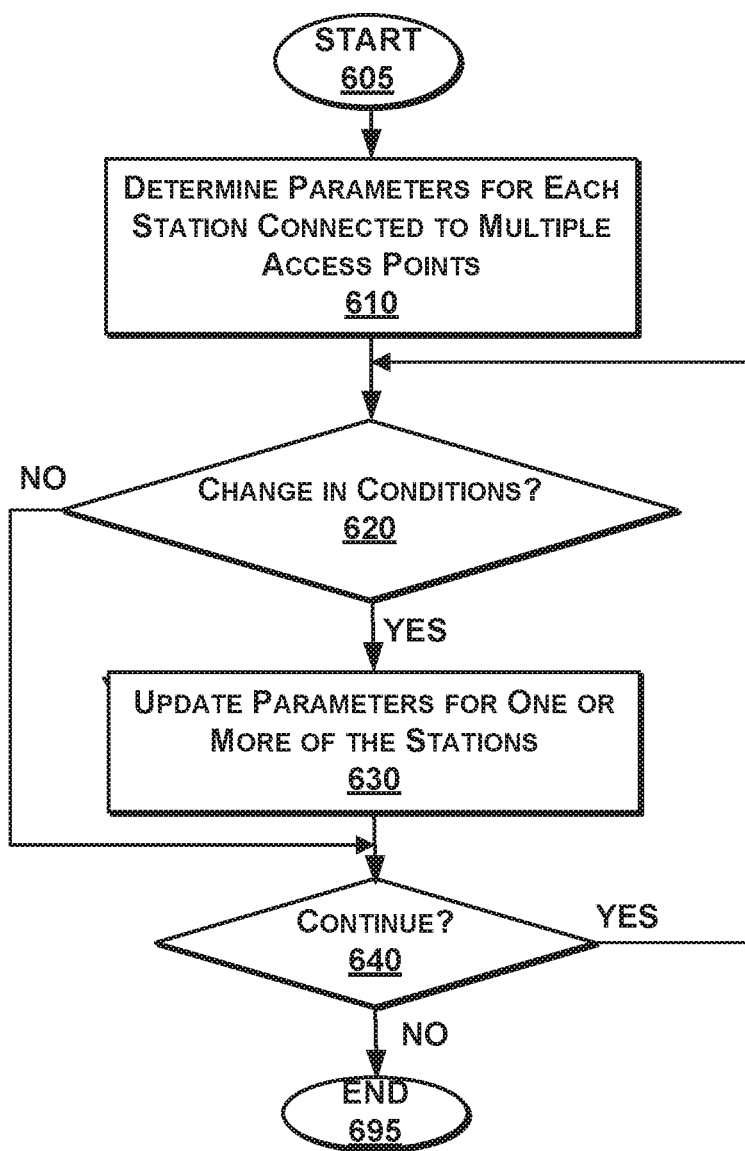 START
605
DETERMINE PARAMETERS FOR EACH
STATION CONNECTED TO MULTIPLE
ACCESS POINTS
610
NO
CHANGE IN CONDITIONS?
620
YES
UPDATE PARAMETERS FOR ONE OR
MORE OF THE STATIONS
630
CONTINUE?
640
YES
NO
END
695